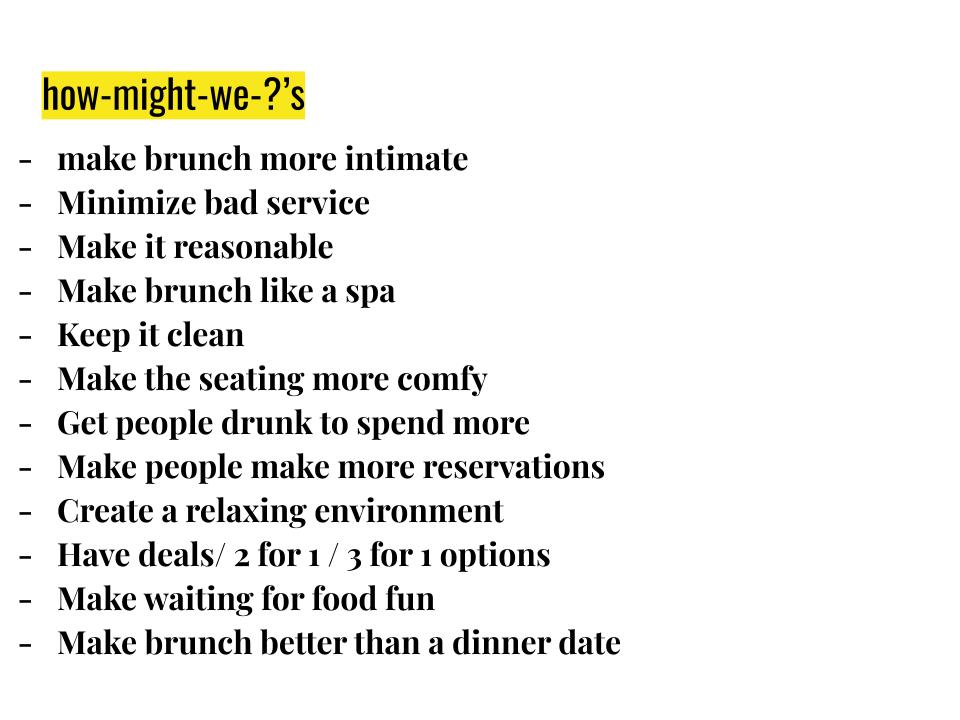 how-might-we-?’s
- make brunch more intimate
- Minimize bad service
- Make it reasonable
- Make brunch like a spa
- Keep it clean
- Make the seating more comfy
- Get people drunk to spend more
- Make people make more reservations
- Create a relaxing environment
- Have deals/ 2 for 1 / 3 for 1 options
- Make waiting for food fun
- Make brunch better than a dinner date